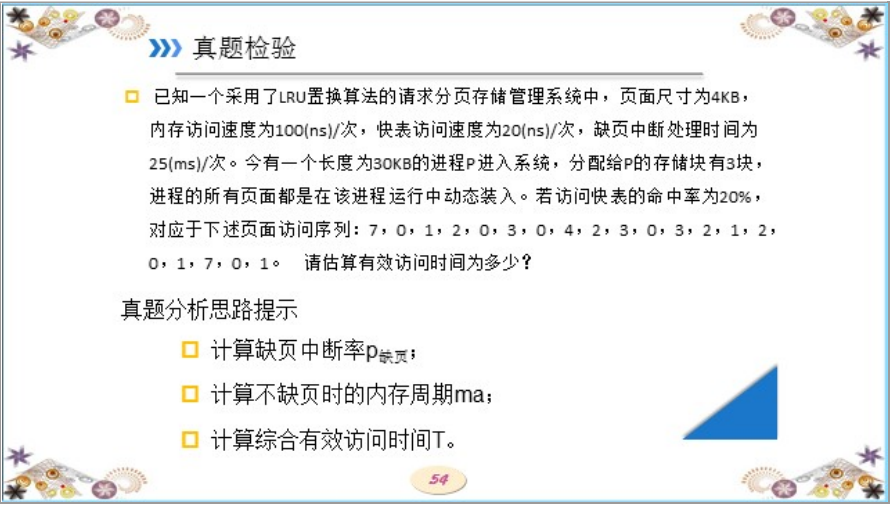 真题检验
已知一个采用了LRU置换算法的请求分页存储管理系统中，页面尺寸为4KB，
内存访问速度为100(ns)/次，快表访问速度为20(ns)/次，缺页中断处理时间为
25(ms)/次。今有一个长度为30KB的进程P进入系统，分配给P的存储块有3块，
进程的所有页面都是在该进程运行中动态装入。若访问快表的命中率为20%，
对应于下述页面访问序列：7，0，1，2，0，3，0，4，2，3，0，3，2，1，2，
0，1，7，0，1。 请估算有效访问时间为多少？
真题分析思路提示
计算缺页中断率p缺页；
计算不缺页时的内存周期ma；
计算综合有效访问时间T。
54